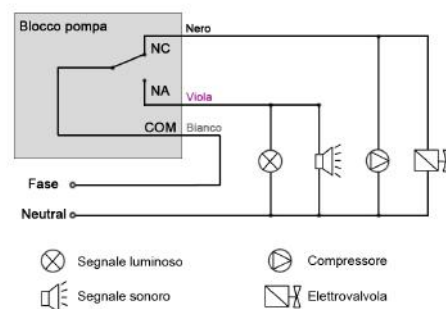 Blocco pompa
Nero
NC
NA
Viola
COM
Bianco
Fase
Neutral
Segnale luminoso
Compressore
Segnale sonoro
Elettrovalvola